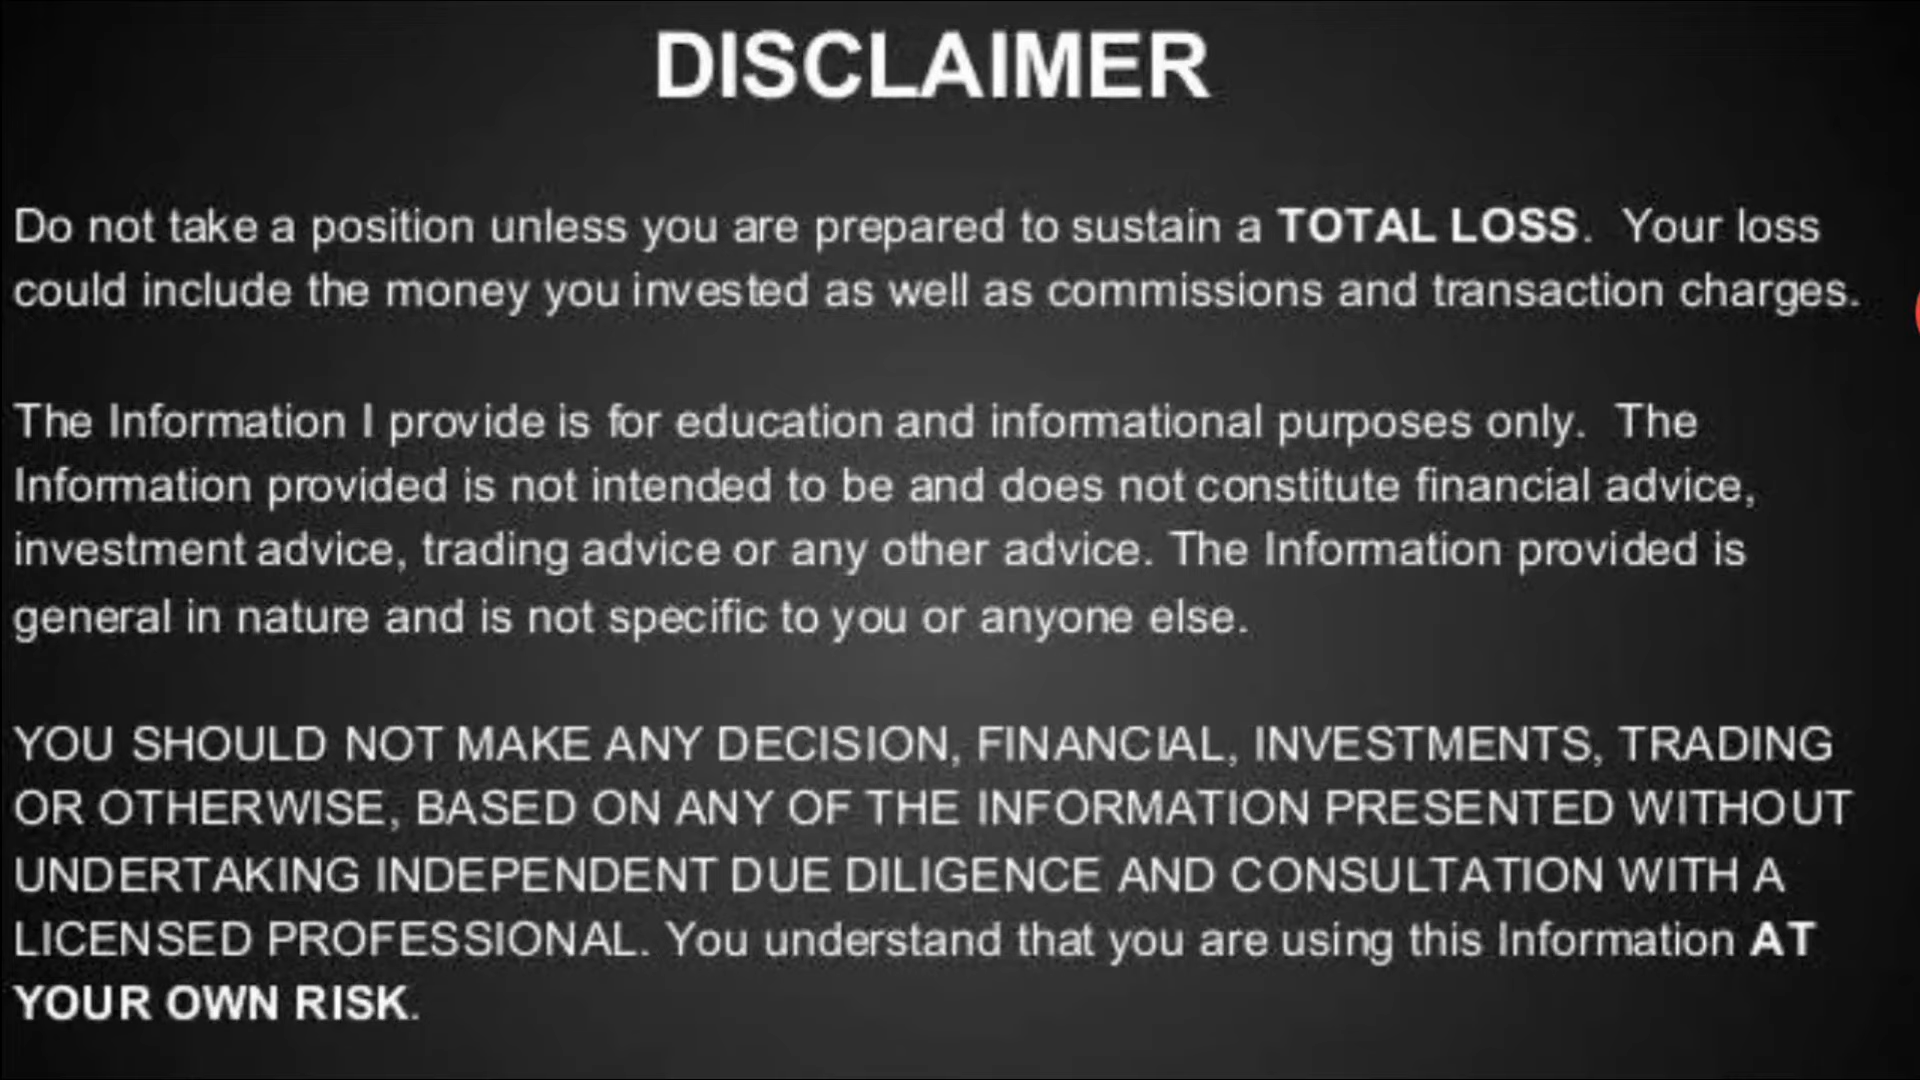 DISCLAIMER
Do not take a position unless you are prepared to sustain a TOTAL LOSS.  Your loss
could include the money you invested as well as commissions and transaction charges.
The Information I provide is for education and informational purposes only.  The
Information provided is not intended to be and does not constitute financial advice,
investment advice, trading advice or any other advice. The Information provided is
general in nature and is not specific to you or anyone else.
YOU SHOULD NOT MAKE ANY DECISION, FINANCIAL, INVESTMENTS, TRADING
OR OTHERWISE, BASED ON ANY OF THE INFORMATION PRESENTED WITHOUT
UNDERTAKING INDEPENDENT DUE DILIGENCE AND CONSULTATION WITH A
LICENSED PROFESSIONAL. You understand that you are using this Information AT
YOUR OWN RISK.